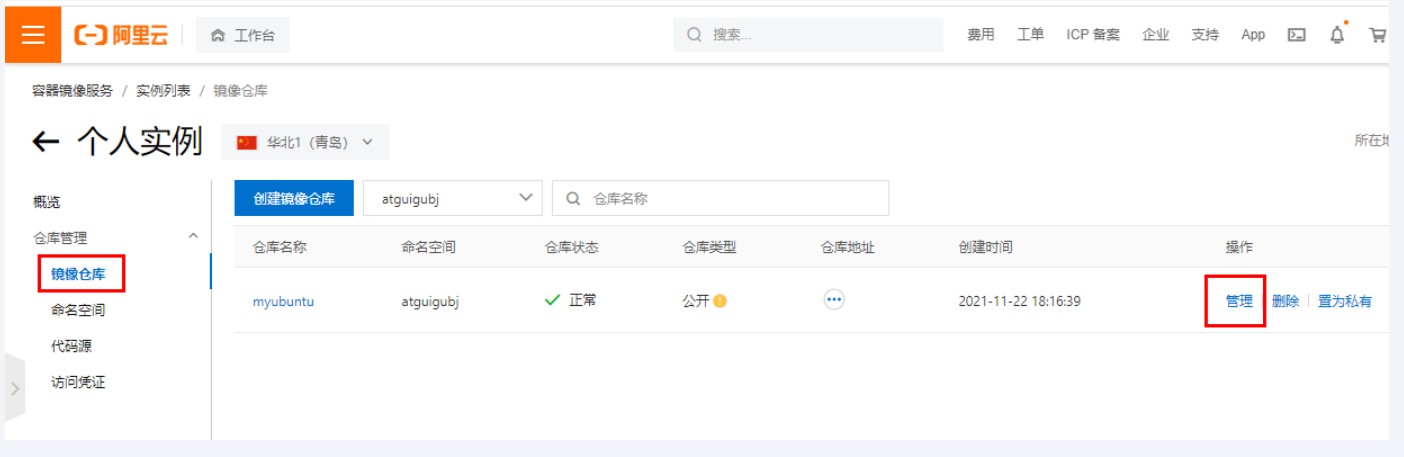 阿里云 工作台 搜索... 费用 工单 ICP 备案 企业 支持 App
容器镜像服务 / 实例列表 / 镜像仓库
个人实例 华北1（青岛） 所在地
概览
仓库管理
镜像仓库
命名空间
代码源
访问凭证
创建镜像仓库 atguigubj 仓库名称
仓库名称 命名空间 仓库状态 仓库类型 仓库地址 创建时间 操作
myubuntu atguigubj 正常 公开 2021-11-22 18:16:39 管理 删除 置为私有